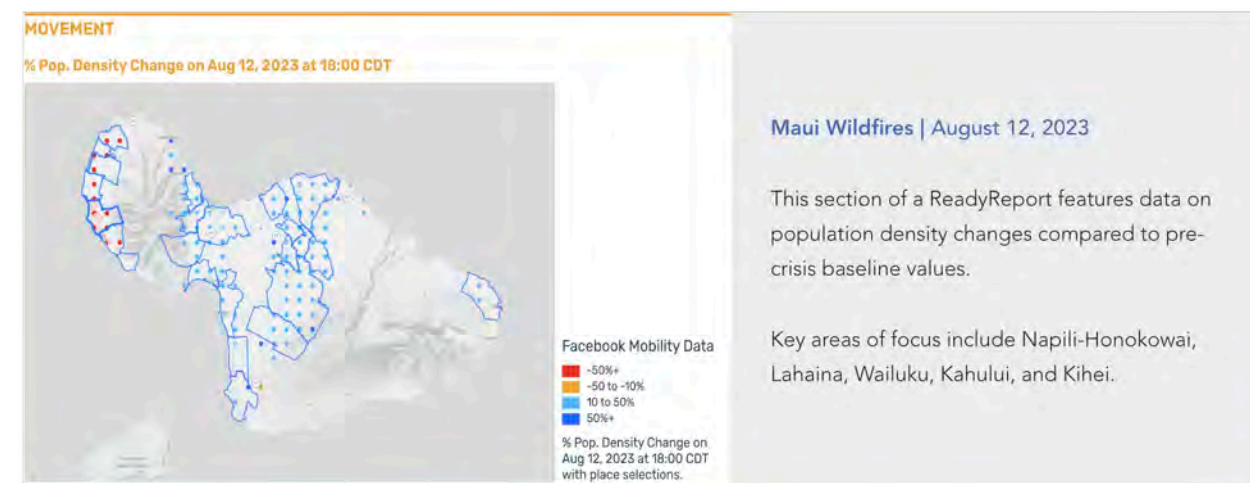 MOVEMENT
% Pop. Density Change on Aug 12, 2023 at 18:00 CDT
Facebook Mobility Data
-50%+
-50 to -10%
10 to 50%
50%+
% Pop. Density Change on
Aug 12, 2023 at 18:00 CDT
with place selections.
Maui Wildfires | August 12, 2023
This section of a ReadyReport features data on
population density changes compared to pre-
crisis baseline values.
Key areas of focus include Napili-Honokowai,
Lahaina, Wailuku, Kahului, and Kihei.